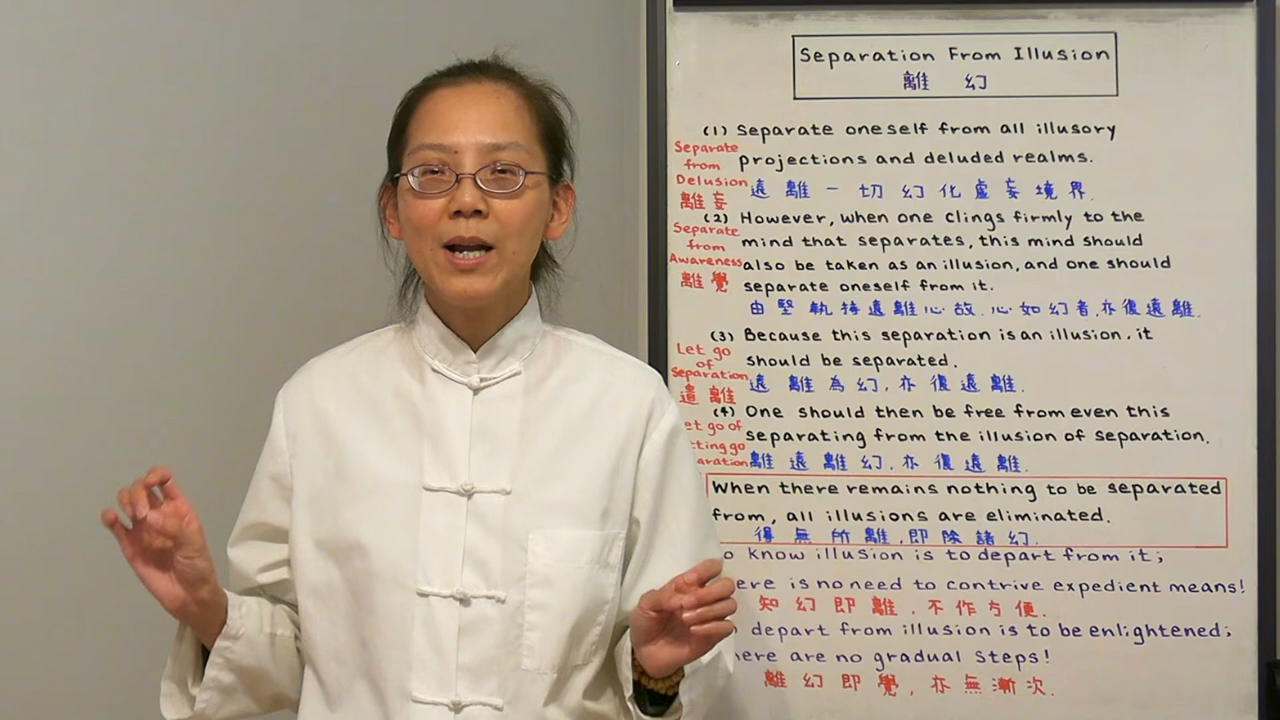 Separation From Illusion
離 幻
(1) Separate oneself from all illusory
projections and deluded realms.
遠離一切幻化虛妄境界.
Separate
from
Delusion
離妄
(2) However, when one clings firmly to the
mind that separates, this mind should
also be taken as an illusion, and one should
separate oneself from it.
由堅執持遠離心故.心如幻者,亦復遠離.
Separate
from
Awareness
離覺
(3) Because this separation is an illusion, it
should be separated.
遠離為幻,亦復遠離.
Let go
of
Separation
遣離
(4) One should then be free from even this
separating from the illusion of separation.
離遠離幻,亦復遠離.
et go of
tting go
aration
When there remains nothing to be separated
from, all illusions are eliminated.
得無所離,即除諸幻.
o know illusion is to depart from it;
ere is no need to contrive expedient means!
知幻即離,不作方便.
depart from illusion is to be enlightened;
ere are no gradual steps!
離幻即覺,亦無漸次.